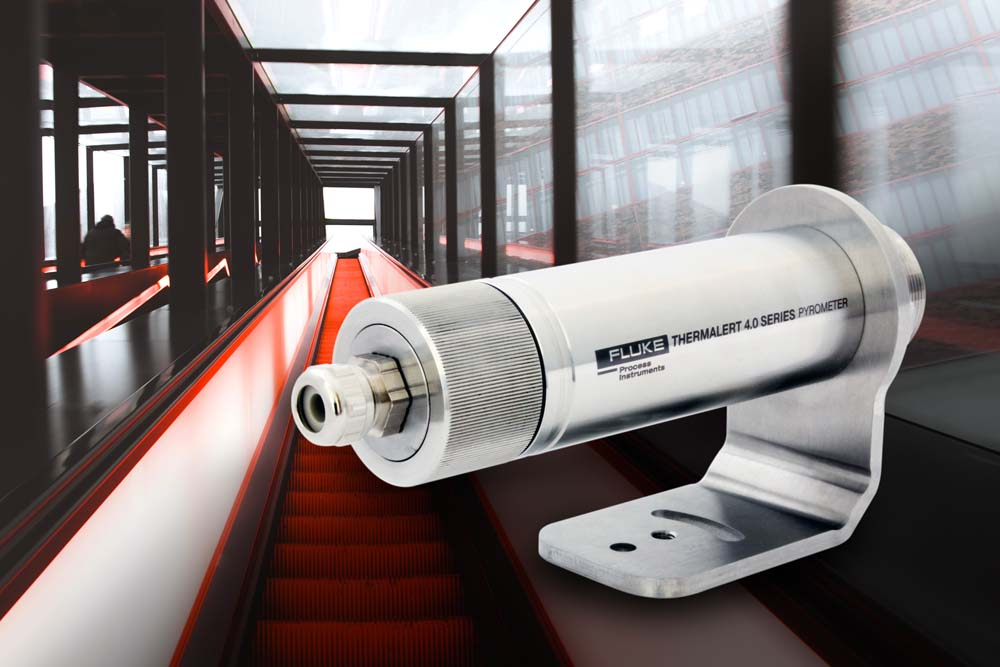 FLUKE THERMALERT 4.0 SERIES PYROMETER
Process
Instruments